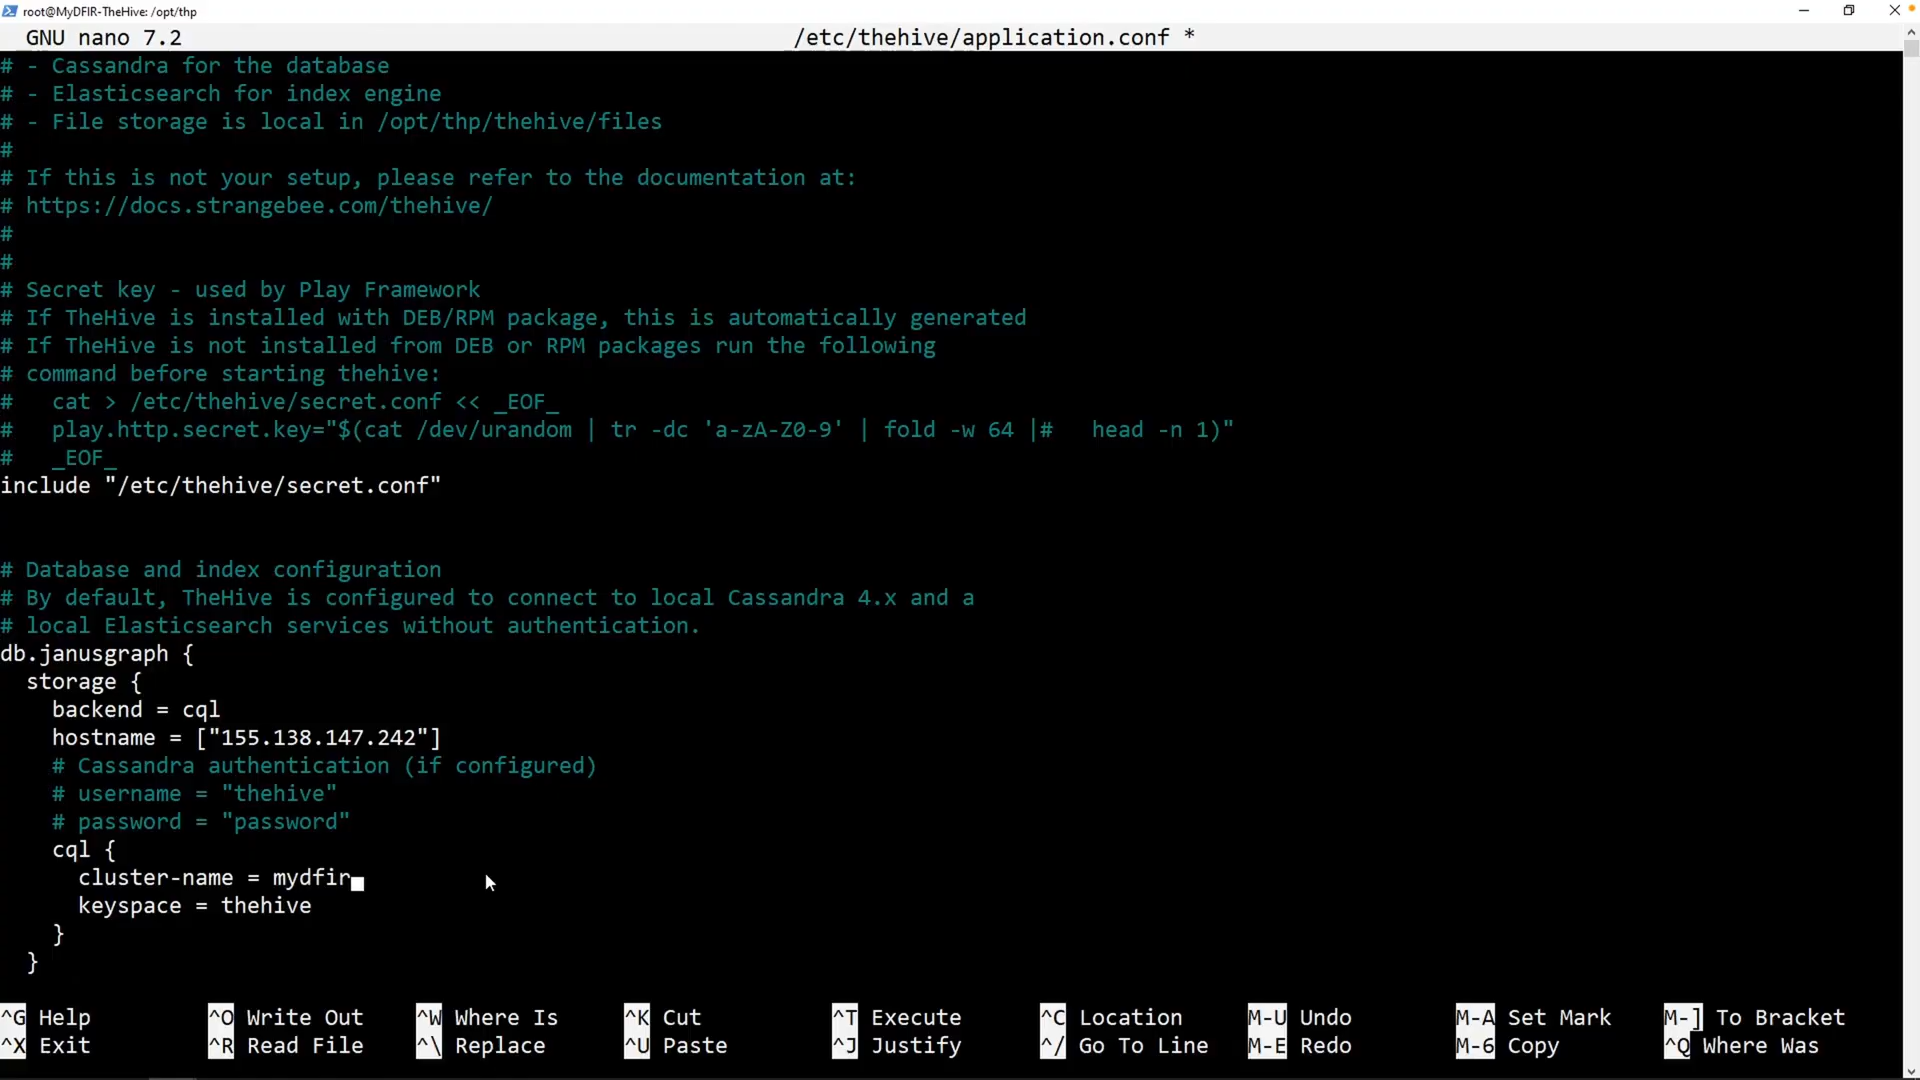 root@MyDFIR-TheHive: /opt/thp
GNU nano 7.2 /etc/thehive/application.conf *
# - Cassandra for the database
# - Elasticsearch for index engine
# - File storage is local in /opt/thp/thehive/files
#
# If this is not your setup, please refer to the documentation at:
# https://docs.strangebee.com/thehive/
#
#
# Secret key - used by Play Framework
# If TheHive is installed with DEB/RPM package, this is automatically generated
# If TheHive is not installed from DEB or RPM packages run the following
# command before starting thehive:
#   cat > /etc/thehive/secret.conf << _EOF_
#   play.http.secret.key="$(cat /dev/urandom | tr -dc 'a-zA-Z0-9' | fold -w 64 |#   head -n 1)"
#   _EOF_
include "/etc/thehive/secret.conf"
# Database and index configuration
# By default, TheHive is configured to connect to local Cassandra 4.x and a
# local Elasticsearch services without authentication.
db.janusgraph {
  storage {
    backend = cql
    hostname = ["155.138.147.242"]
    # Cassandra authentication (if configured)
    # username = "thehive"
    # password = "password"
    cql {
      cluster-name = mydfir
      keyspace = thehive
    }
  }
^G Help ^O Write Out ^W Where Is ^K Cut ^T Execute ^C Location M-U Undo M-A Set Mark M-] To Bracket
^X Exit ^R Read File ^\ Replace ^U Paste ^J Justify ^/ Go To Line M-E Redo M-6 Copy ^Q Where Was